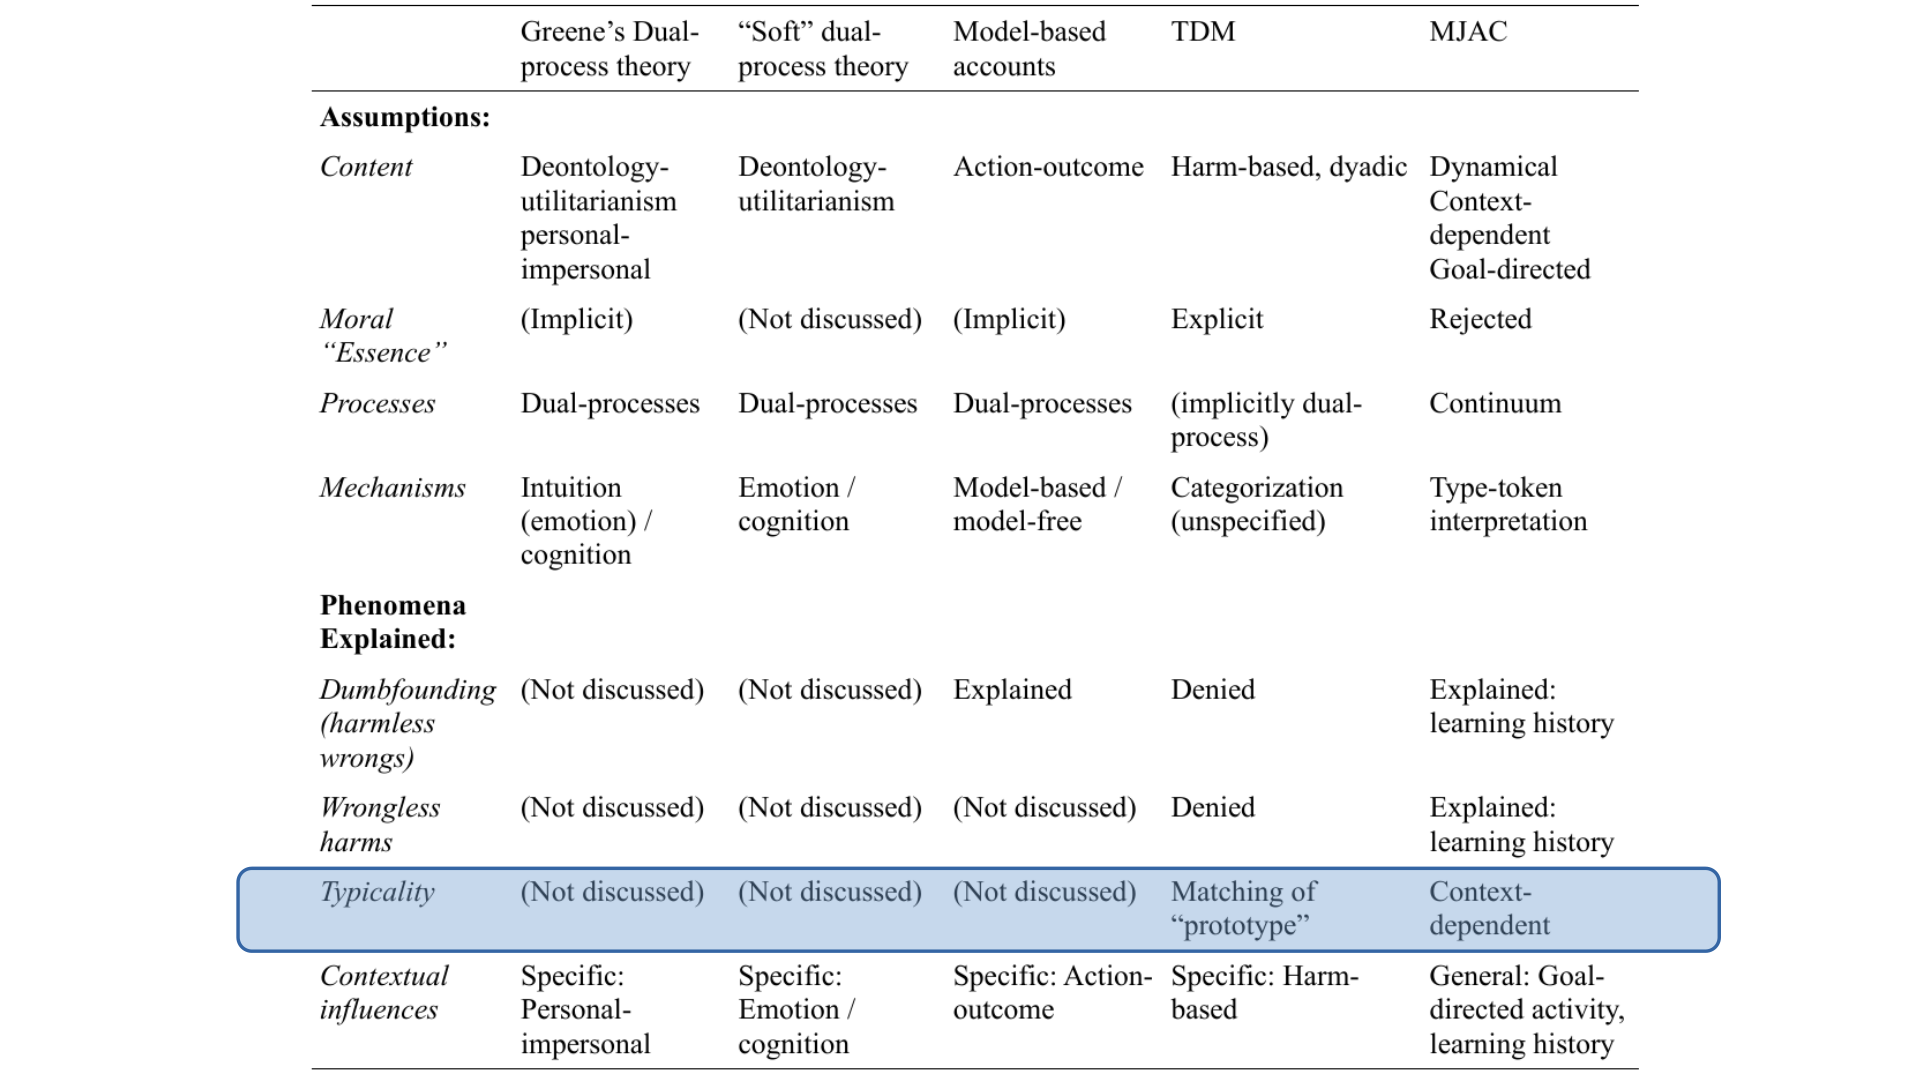 Greene’s Dual- “Soft” dual- Model-based TDM MJAC
process theory process theory accounts
Assumptions:
Content Deontology- Deontology- Action-outcome Harm-based, dyadic Dynamical
utilitarianism utilitarianism Context-
personal- dependent
impersonal Goal-directed
Moral (Implicit) (Not discussed) (Implicit) Explicit Rejected
“Essence”
Processes Dual-processes Dual-processes Dual-processes (implicitly dual- Continuum
process)
Mechanisms Intuition Emotion / Model-based / Categorization Type-token
(emotion) / cognition model-free (unspecified) interpretation
cognition
Phenomena
Explained:
Dumbfounding (Not discussed) (Not discussed) Explained Denied Explained:
(harmless learning history
wrongs)
Wrongless (Not discussed) (Not discussed) (Not discussed) Denied Explained:
harms learning history
Typicality (Not discussed) (Not discussed) (Not discussed) Matching of Context-
“prototype” dependent
Contextual Specific: Specific: Specific: Action- Specific: Harm- General: Goal-
influences Personal- Emotion / outcome based directed activity,
impersonal cognition learning history